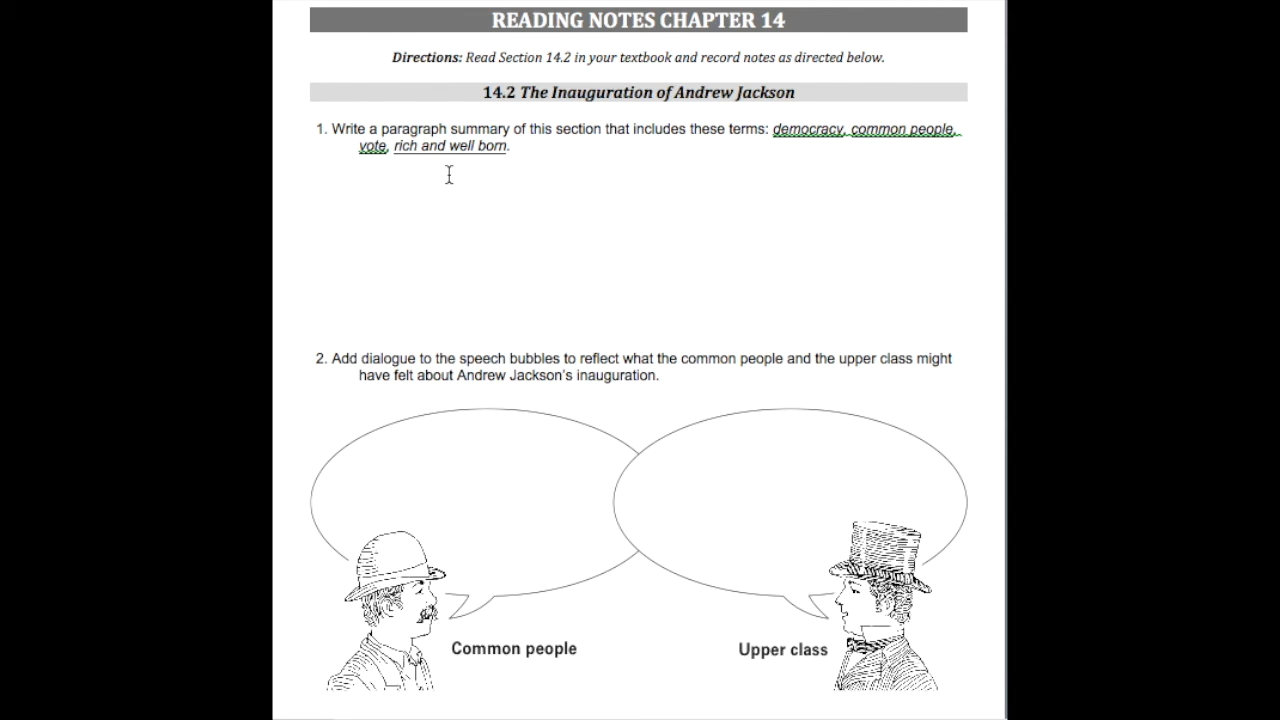 READING NOTES CHAPTER 14
Directions: Read Section 14.2 in your textbook and record notes as directed below.
14.2 The Inauguration of Andrew Jackson
1. Write a paragraph summary of this section that includes these terms: democracy, common people,
vote, rich and well born.
2. Add dialogue to the speech bubbles to reflect what the common people and the upper class might
have felt about Andrew Jackson's inauguration.
Common people
Upper class